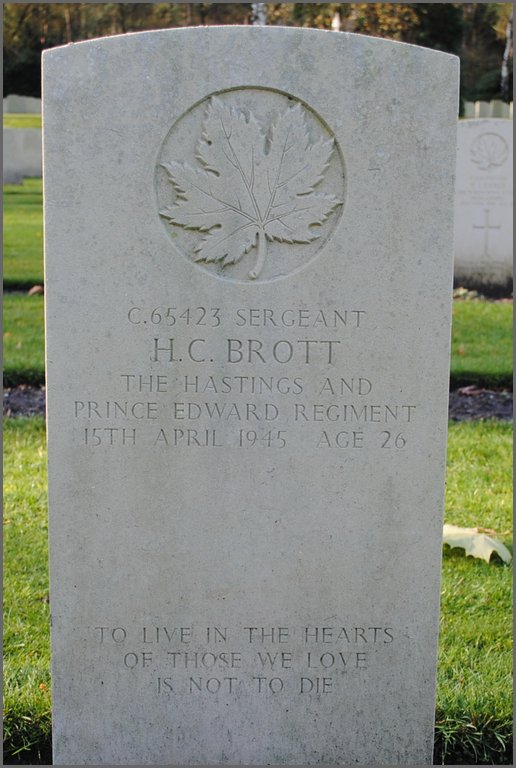 C.65423 SERGEANT
H.C. BROTT
THE HASTINGS AND
PRINCE EDWARD REGIMENT
15TH APRIL 1945 AGE 26
TO LIVE IN THE HEARTS
OF THOSE WE LOVE
IS NOT TO DIE